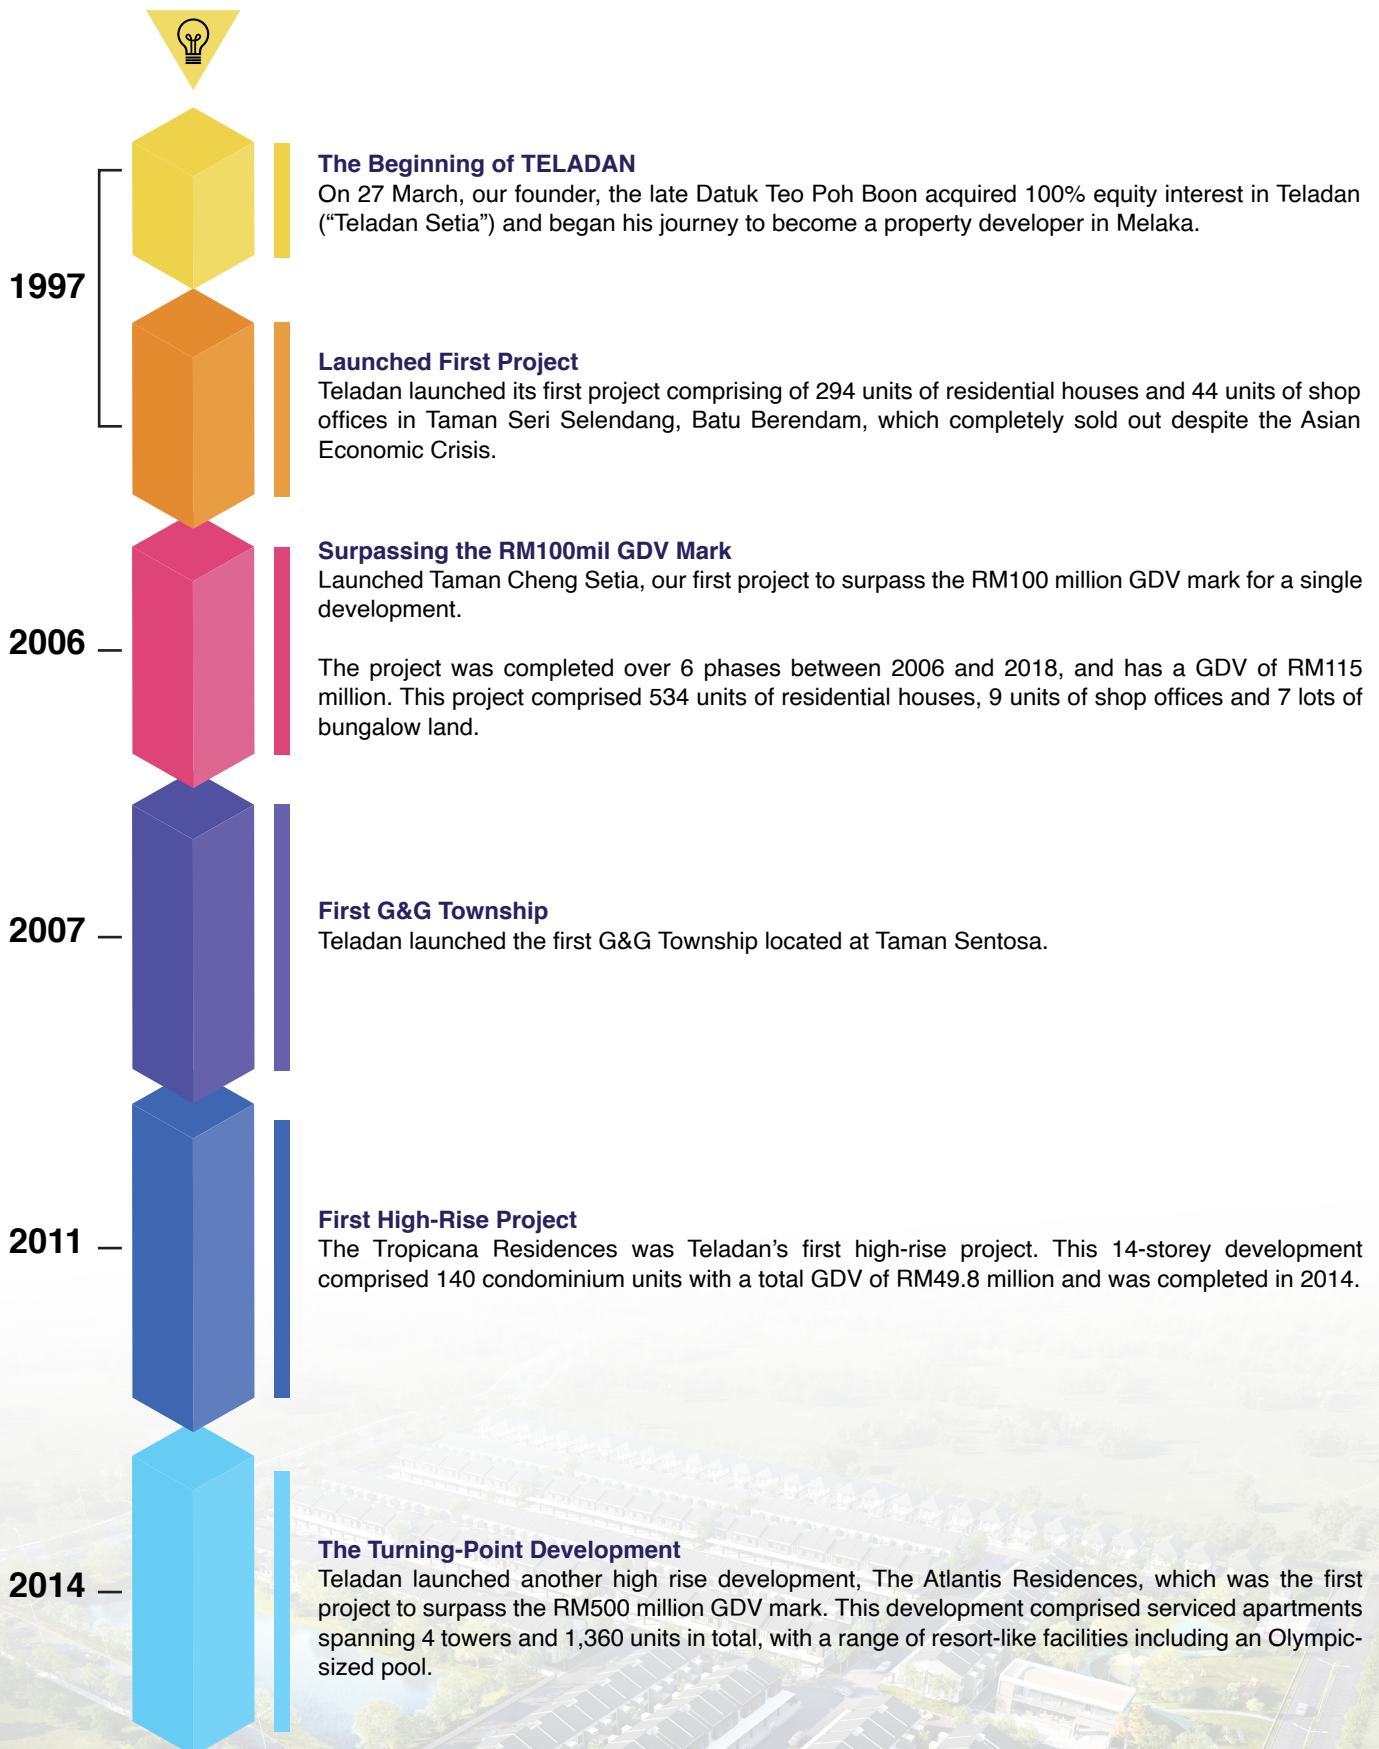 1997
The Beginning of TELADAN
On 27 March, our founder, the late Datuk Teo Poh Boon acquired 100% equity interest in Teladan
(“Teladan Setia”) and began his journey to become a property developer in Melaka.
Launched First Project
Teladan launched its first project comprising of 294 units of residential houses and 44 units of shop
offices in Taman Seri Selendang, Batu Berendam, which completely sold out despite the Asian
Economic Crisis.
2006
Surpassing the RM100mil GDV Mark
Launched Taman Cheng Setia, our first project to surpass the RM100 million GDV mark for a single
development.
The project was completed over 6 phases between 2006 and 2018, and has a GDV of RM115
million. This project comprised 534 units of residential houses, 9 units of shop offices and 7 lots of
bungalow land.
2007
First G&G Township
Teladan launched the first G&G Township located at Taman Sentosa.
2011
First High-Rise Project
The Tropicana Residences was Teladan’s first high-rise project. This 14-storey development
comprised 140 condominium units with a total GDV of RM49.8 million and was completed in 2014.
2014
The Turning-Point Development
Teladan launched another high rise development, The Atlantis Residences, which was the first
project to surpass the RM500 million GDV mark. This development comprised serviced apartments
spanning 4 towers and 1,360 units in total, with a range of resort-like facilities including an Olympic-
sized pool.